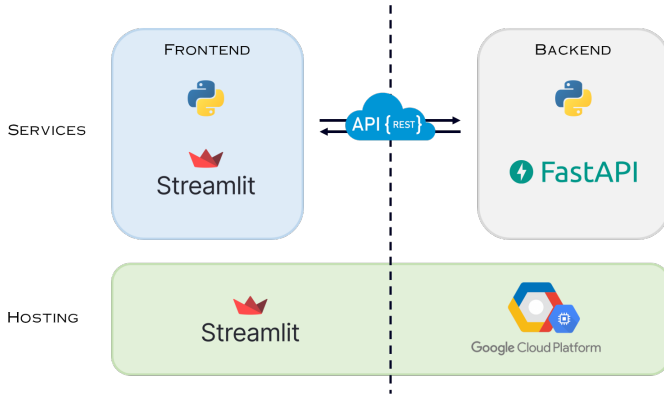 FRONTEND
BACKEND
SERVICES
API {REST}
Streamlit
FastAPI
HOSTING
Streamlit
Google Cloud Platform